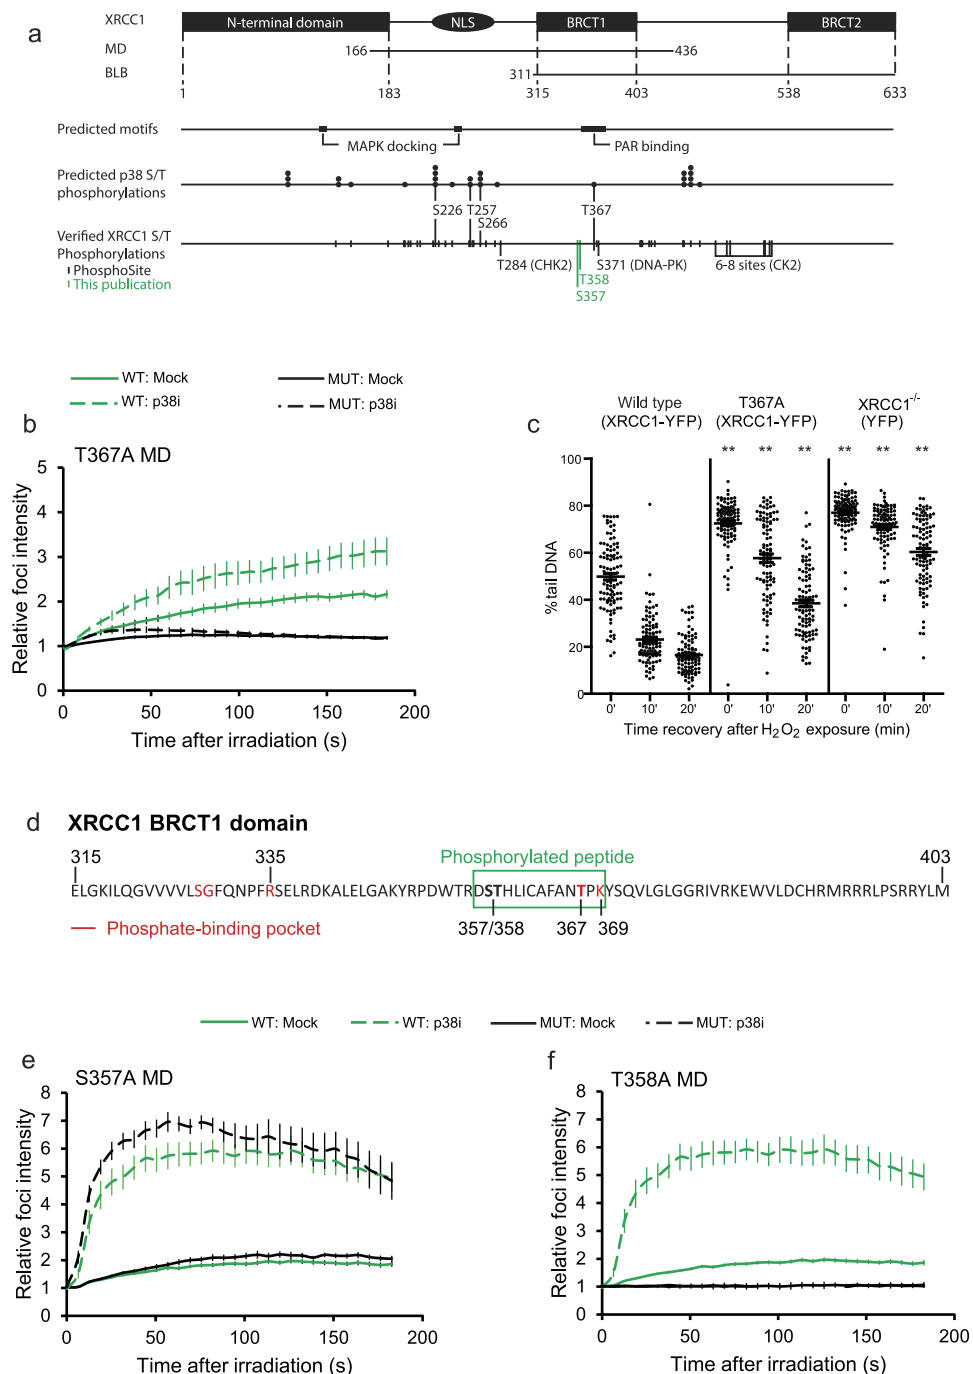 a
XRCC1
N-terminal domain
NLS
BRCT1
BRCT2
MD
166
436
BLB
311
1
183
315
403
538
633
Predicted motifs
MAPK docking
PAR binding
Predicted p38 S/T
phosphorylations
S226
T257
S266
T367
Verified XRCC1 S/T
Phosphorylations
PhosphoSite
This publication
T284 (CHK2)
S371 (DNA-PK)
6-8 sites (CK2)
T358
S357
WT: Mock
MUT: Mock
WT: p38i
MUT: p38i
b
T367A MD
Relative foci intensity
5
4
3
2
1
0
0
50
100
150
200
Time after irradiation (s)
c
Wild type
(XRCC1-YFP)
T367A
(XRCC1-YFP)
XRCC1-/-
(YFP)
** ** ** ** ** **
% tail DNA
100
80
60
40
20
0
0' 10' 20' 0' 10' 20' 0' 10' 20'
Time recovery after H2O2 exposure (min)
d
XRCC1 BRCT1 domain
315
335
Phosphorylated peptide
403
ELGKILQGVVVVLSGFQNPFRSELRDKALELGAKYRPDWTRDSTHLICAFANTPKYSQVLGLGGRIVRKEWVLDCHRMRRRLPSRRYLM
Phosphate-binding pocket
357/358
367
369
WT: Mock
WT: p38i
MUT: Mock
MUT: p38i
e
S357A MD
Relative foci intensity
8
7
6
5
4
3
2
1
0
0
50
100
150
200
Time after irradiation (s)
f
T358A MD
Relative foci intensity
8
7
6
5
4
3
2
1
0
0
50
100
150
200
Time after irradiation (s)